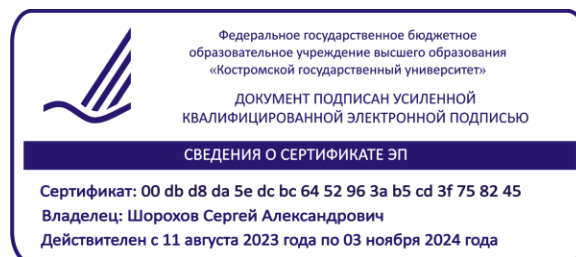 Федеральное государственное бюджетное
образовательное учреждение высшего образования
«Костромской государственный университет»
ДОКУМЕНТ ПОДПИСАН УСИЛЕННОЙ
КВАЛИФИЦИРОВАННОЙ ЭЛЕКТРОННОЙ ПОДПИСЬЮ
СВЕДЕНИЯ О СЕРТИФИКАТЕ ЭП
Сертификат: 00 db d8 da 5e dc bc 64 52 96 3a b5 cd 3f 75 82 45
Владелец: Шорохов Сергей Александрович
Действителен с 11 августа 2023 года по 03 ноября 2024 года